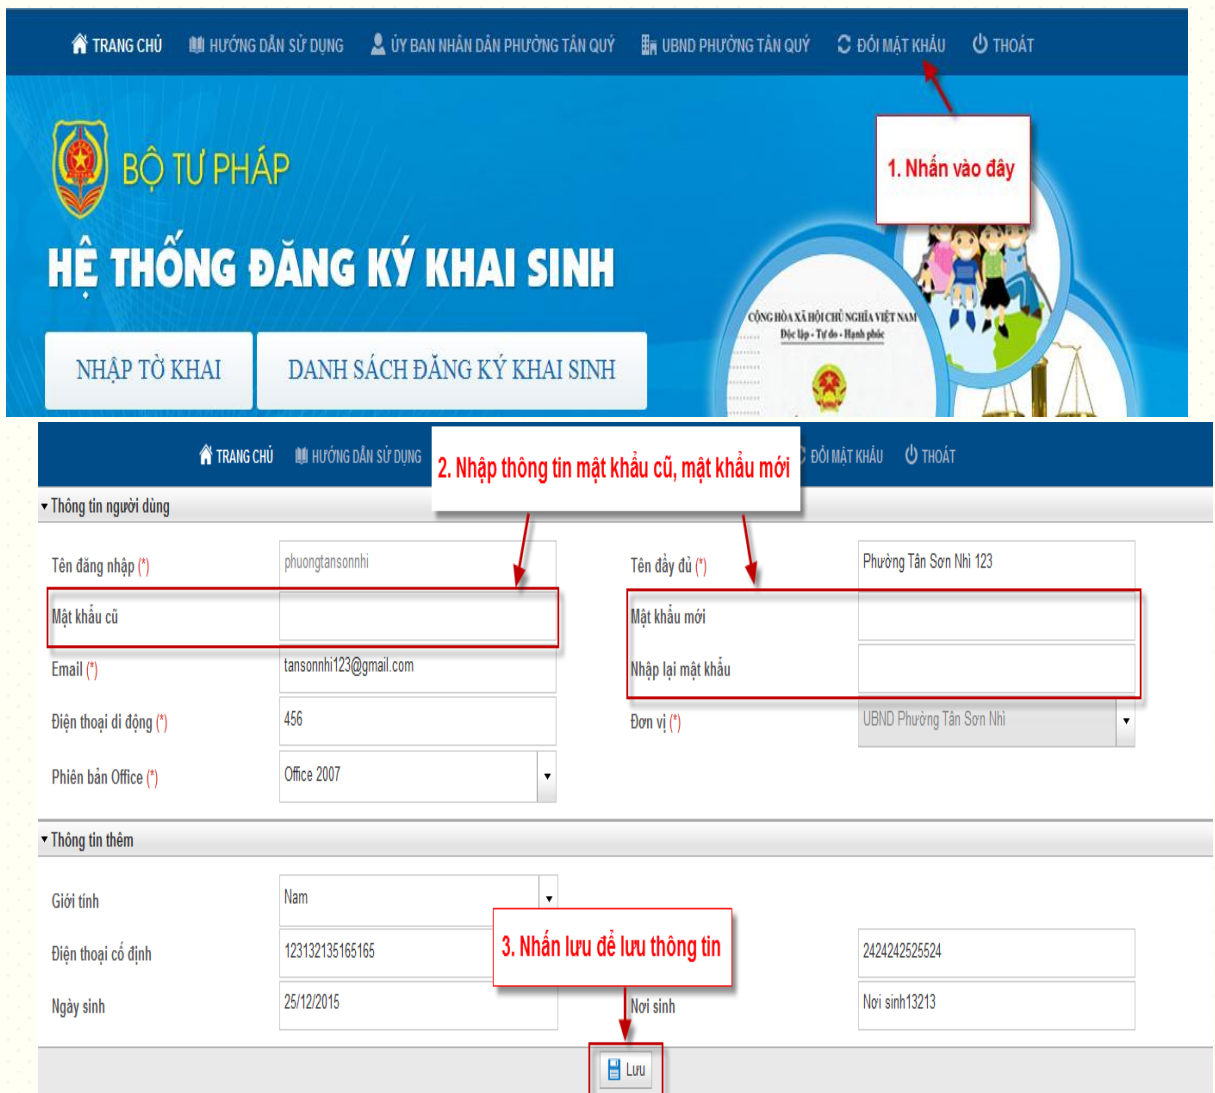 TRANG CHỦ HƯỚNG DẪN SỬ DỤNG ỦY BAN NHÂN DÂN PHƯỜNG TÂN QUÝ UBND PHƯỜNG TÂN QUÝ ĐỔI MẬT KHẨU THOÁT
1. Nhấn vào đây
BỘ TƯ PHÁP
HỆ THỐNG ĐĂNG KÝ KHAI SINH
CỘNG HÒA XÃ HỘI CHỦ NGHĨA VIỆT NAM
Độc lập - Tự do - Hạnh phúc
NHẬP TỜ KHAI DANH SÁCH ĐĂNG KÝ KHAI SINH
TRANG CHỦ HƯỚNG DẪN SỬ DỤNG ĐỔI MẬT KHẨU THOÁT
2. Nhập thông tin mật khẩu cũ, mật khẩu mới
Thông tin người dùng
Tên đăng nhập (*) phuongtansonnhi Tên đầy đủ (*) Phường Tân Sơn Nhì 123
Mật khẩu cũ Mật khẩu mới
Email (*) tansonnhi123@gmail.com Nhập lại mật khẩu
Điện thoại di động (*) 456 Đơn vị (*) UBND Phường Tân Sơn Nhì
Phiên bản Office (*) Office 2007
Thông tin thêm
Giới tính Nam
3. Nhấn lưu để lưu thông tin
Điện thoại cố định 123132135165165 2424242525524
Ngày sinh 25/12/2015 Nơi sinh Nơi sinh13213
Lưu